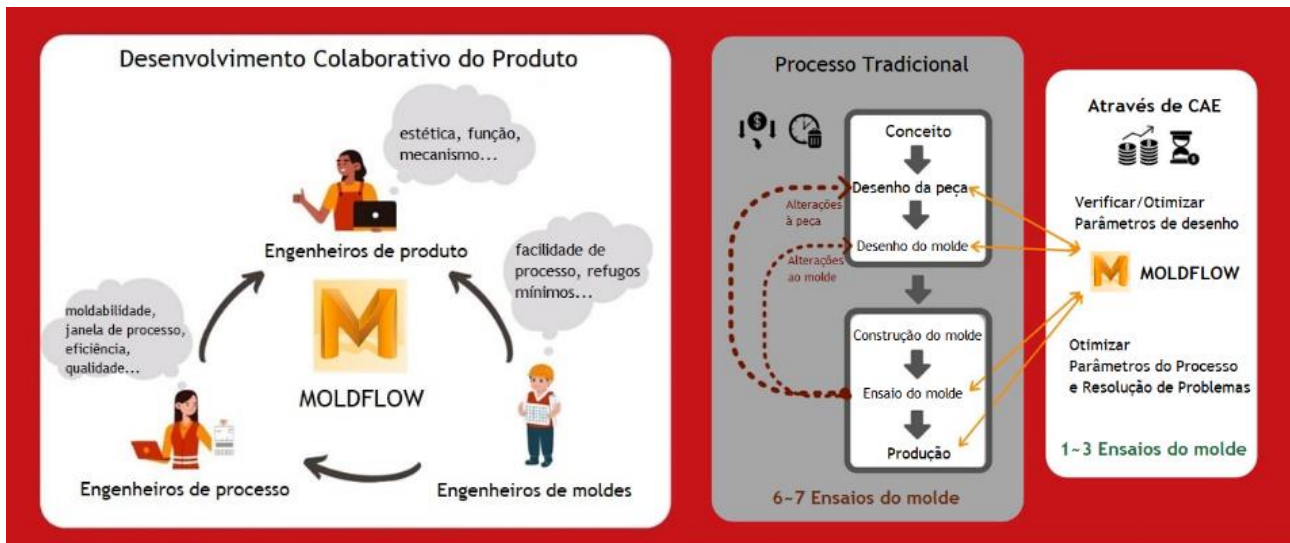 Desenvolvimento Colaborativo do Produto
estética, função,
mecanismo...
Engenheiros de produto
facilidade de
processo, refugos
mínimos...
moldabilidade,
janela de processo,
eficiência,
qualidade...
MOLDFLOW
Engenheiros de processo
Engenheiros de moldes
Processo Tradicional
Conceito
Desenho da peça
Alterações
à peça
Desenho do molde
Alterações
ao molde
Construção do molde
Ensaio do molde
Produção
6~7 Ensaios do molde
Através de CAE
Verificar/Otimizar
Parâmetros de desenho
MOLDFLOW
Otimizar
Parâmetros do Processo
e Resolução de Problemas
1~3 Ensaios do molde